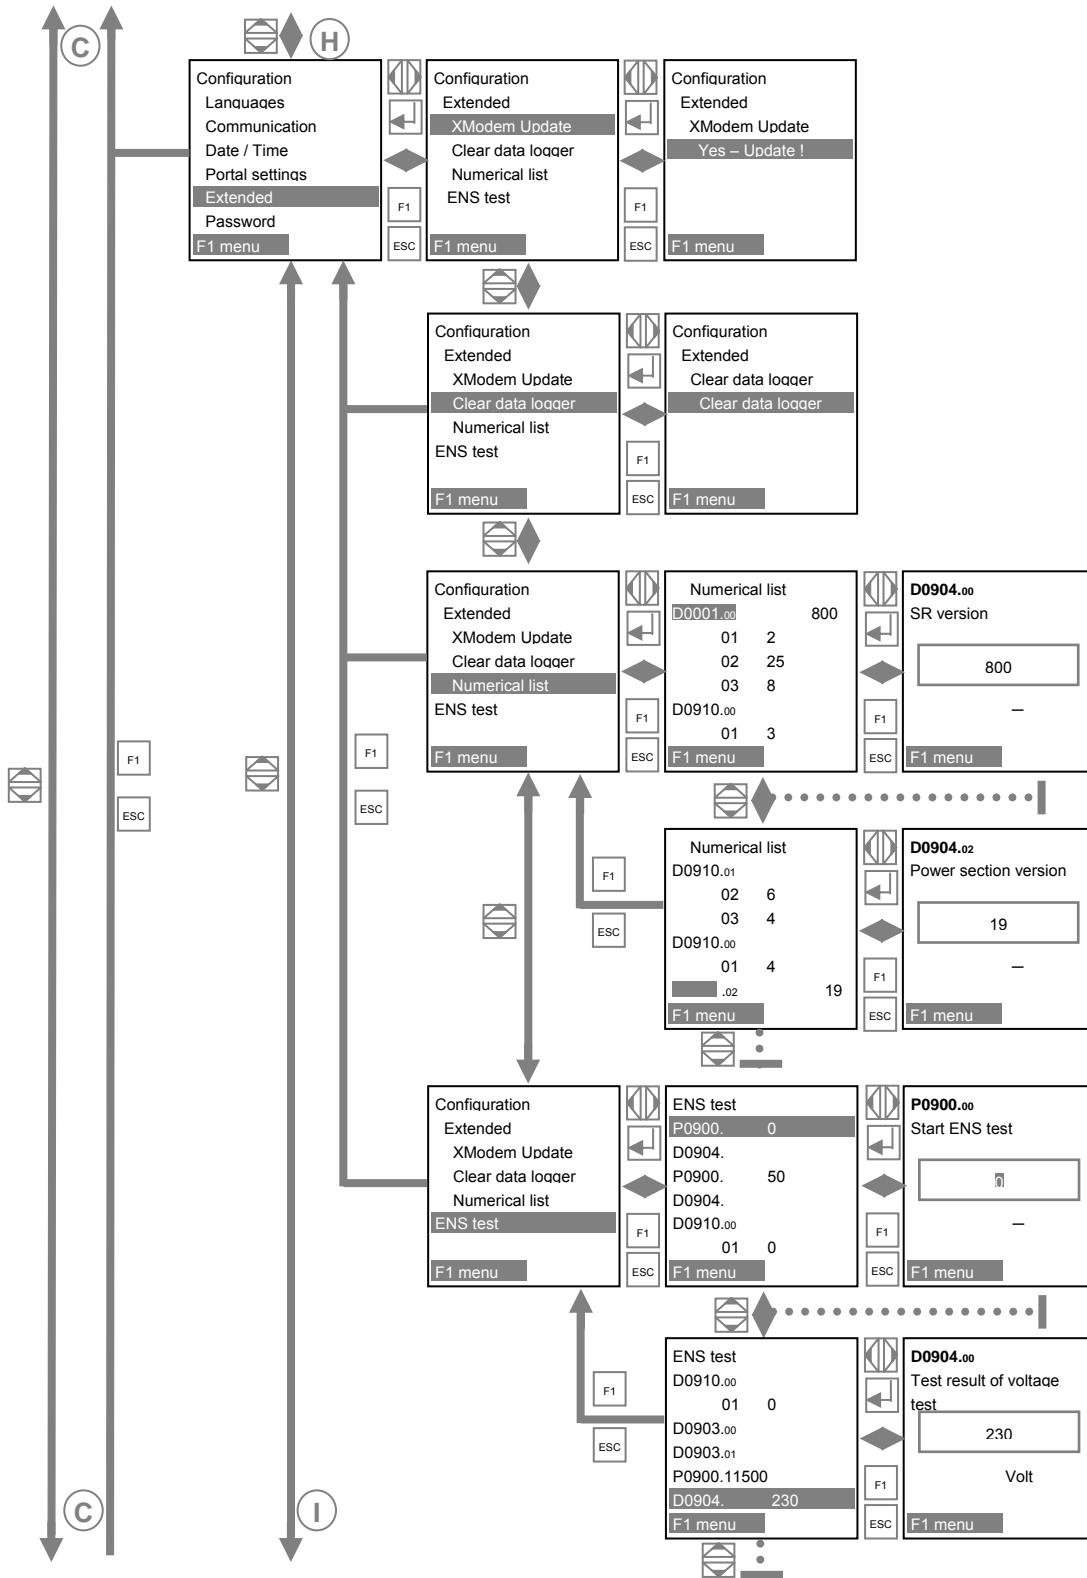 C
H
Configuration
Languages
Communication
Date / Time
Portal settings
Extended
Password
F1 menu
F1
ESC
Configuration
Extended
XModem Update
Clear data logger
Numerical list
ENS test
F1 menu
F1
ESC
Configuration
Extended
XModem Update
Yes – Update !
F1 menu
Configuration
Extended
XModem Update
Clear data logger
Numerical list
ENS test
F1 menu
F1
ESC
Configuration
Extended
Clear data logger
Clear data logger
F1 menu
Configuration
Extended
XModem Update
Clear data logger
Numerical list
ENS test
F1 menu
F1
ESC
Numerical list
D0001.00 800
01 2
02 25
03 8
D0910.00
01 3
F1 menu
F1
ESC
D0904.00
SR version
800
–
F1 menu
F1
ESC
F1
ESC
F1
ESC
Numerical list
D0910.01
02 6
03 4
D0910.00
01 4
.02 19
F1 menu
F1
ESC
D0904.02
Power section version
19
–
F1 menu
Configuration
Extended
XModem Update
Clear data logger
Numerical list
ENS test
F1 menu
F1
ESC
ENS test
P0900. 0
D0904.
P0900. 50
D0904.
D0910.00
01 0
F1 menu
F1
ESC
P0900.00
Start ENS test
0
–
F1 menu
F1
ESC
ENS test
D0910.00
01 0
D0903.00
D0903.01
P0900.11500
D0904. 230
F1 menu
F1
ESC
D0904.00
Test result of voltage
test
230
Volt
F1 menu
C
I